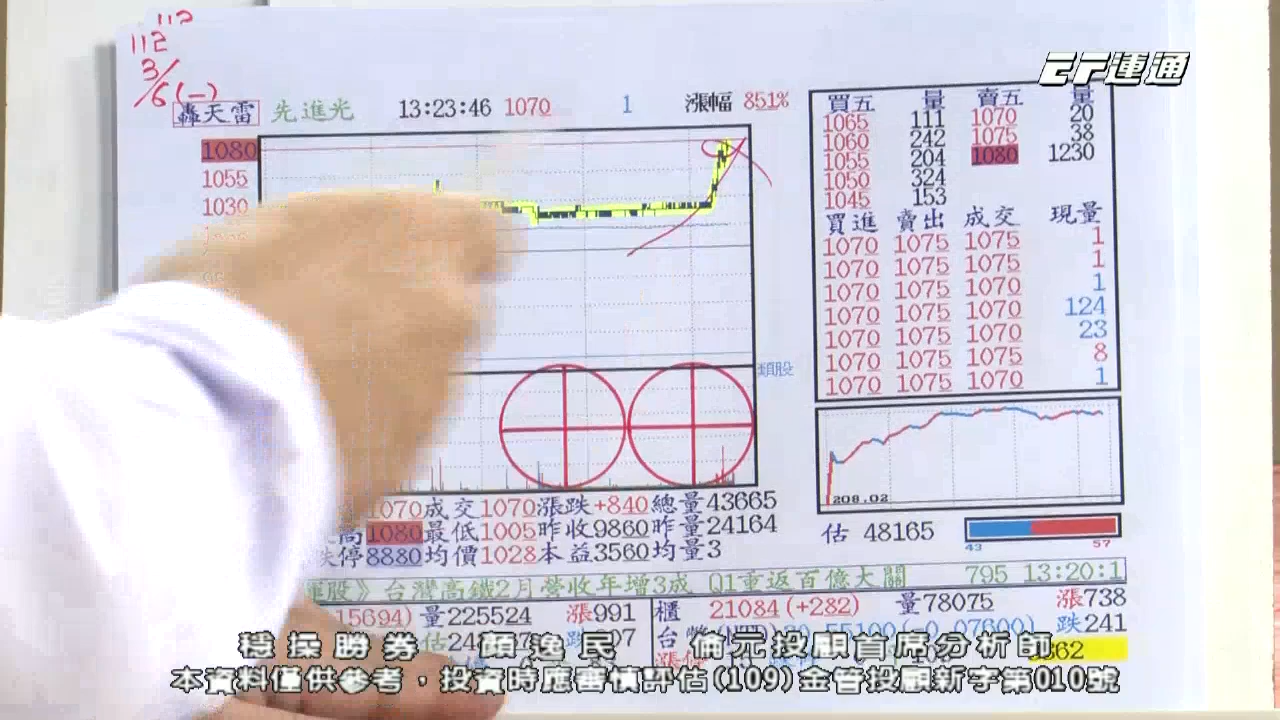 112
112
3/6(一)
EF運通
轟天雷 先進光 13:23:46 1070 1 漲幅 851%
1080
1055
1030
買五 量 賣五 量
1065 111 1070 20
1060 242 1075 38
1055 204 1080 1230
1050 324
1045 153
買進 賣出 成交 現量
1070 1075 1075 1
1070 1075 1075 1
1070 1075 1070 1
1070 1075 1070 124
1070 1075 1070 23
1070 1075 1075 8
1070 1075 1070 1
類股
208.02
1070成交1070漲跌+840總量43665
高1080最低1005昨收9860昨量24164
跌停8880均價1028本益3560均量3
估 48165
43 57
股》台灣高鐵2月營收年增3成 Q1重返百億大關 795 13:20:1
15694) 量225524 漲991 櫃 21084(+282) 量78075 漲738
跌241
穩操勝券 顏逸民 倫元投顧首席分析師
本資料僅供參考，投資時應審慎評估(109)金管投顧新字第010號